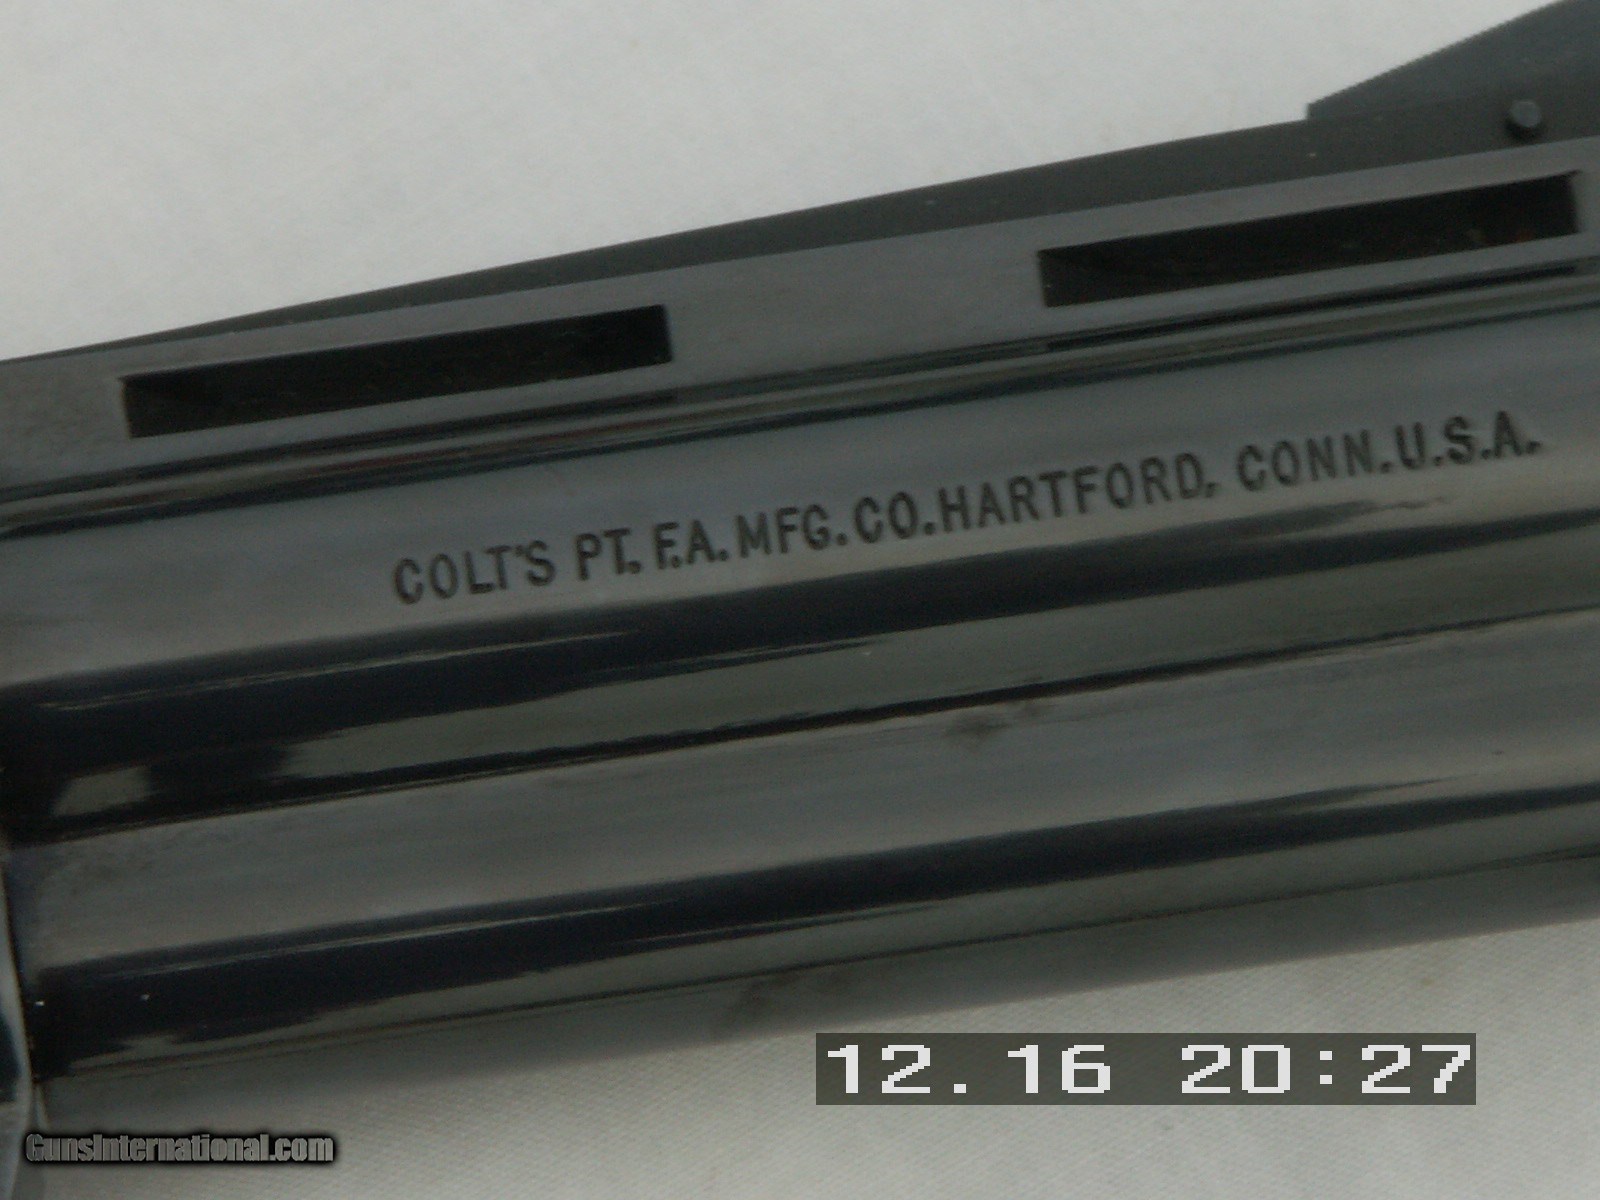 COLT'S PT. F.A. MFG. CO. HARTFORD, CONN. U.S.A.
12.16 20:27
GunsInternational.com